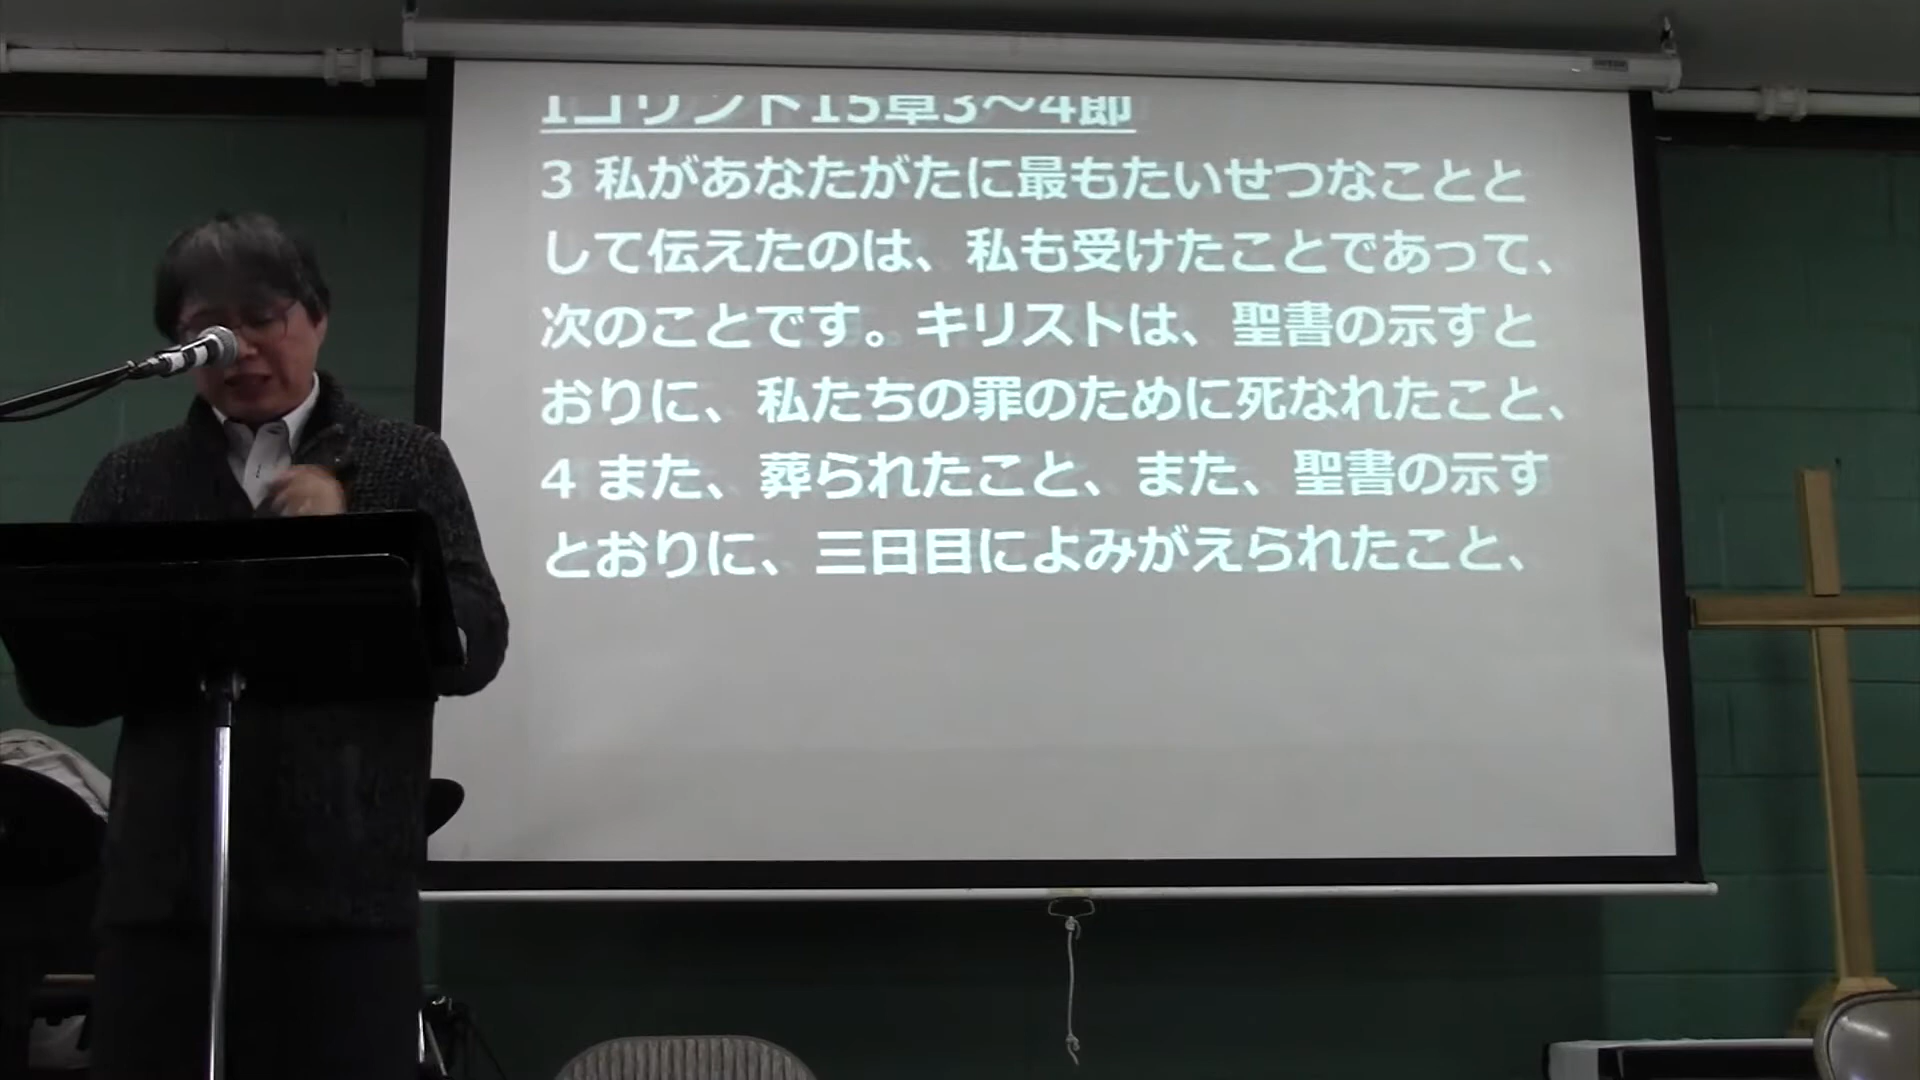 1コリント15章3～4節
3 私があなたがたに最もたいせつなことと
して伝えたのは、私も受けたことであって、
次のことです。キリストは、聖書の示すと
おりに、私たちの罪のために死なれたこと、
4 また、葬られたこと、また、聖書の示す
とおりに、三日目によみがえられたこと、